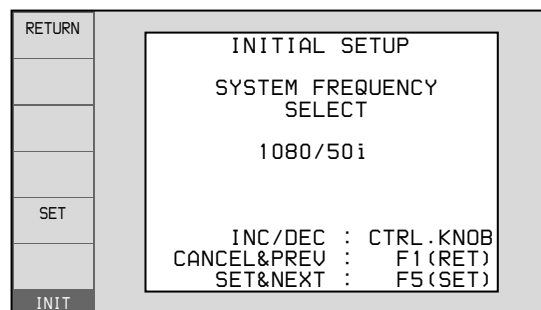 RETURN
SET
INIT
INITIAL SETUP
SYSTEM FREQUENCY
SELECT
1080/50i
INC/DEC : CTRL.KNOB
CANCEL&PREV : F1(RET)
SET&NEXT : F5(SET)